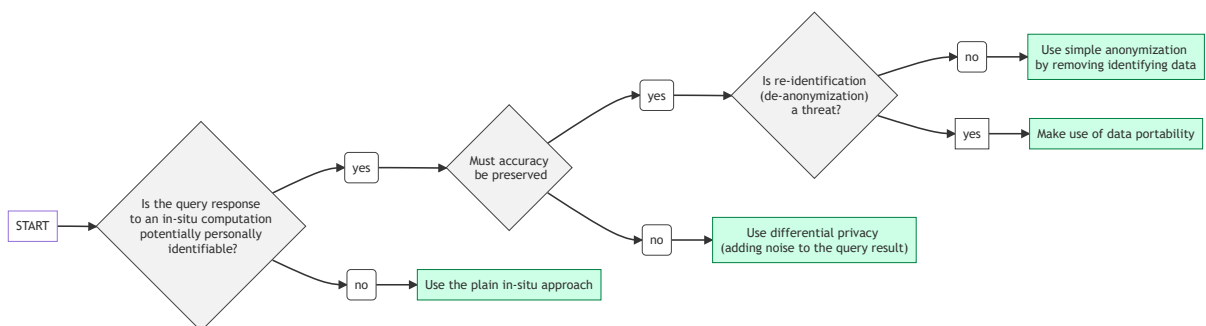 START
Is the query response
to an in-situ computation
potentially personally
identifiable?
yes
no
Use the plain in-situ approach
Must accuracy
be preserved
yes
no
Use differential privacy
(adding noise to the query result)
Is re-identification
(de-anonymization)
a threat?
no
Use simple anonymization
by removing identifying data
yes
Make use of data portability